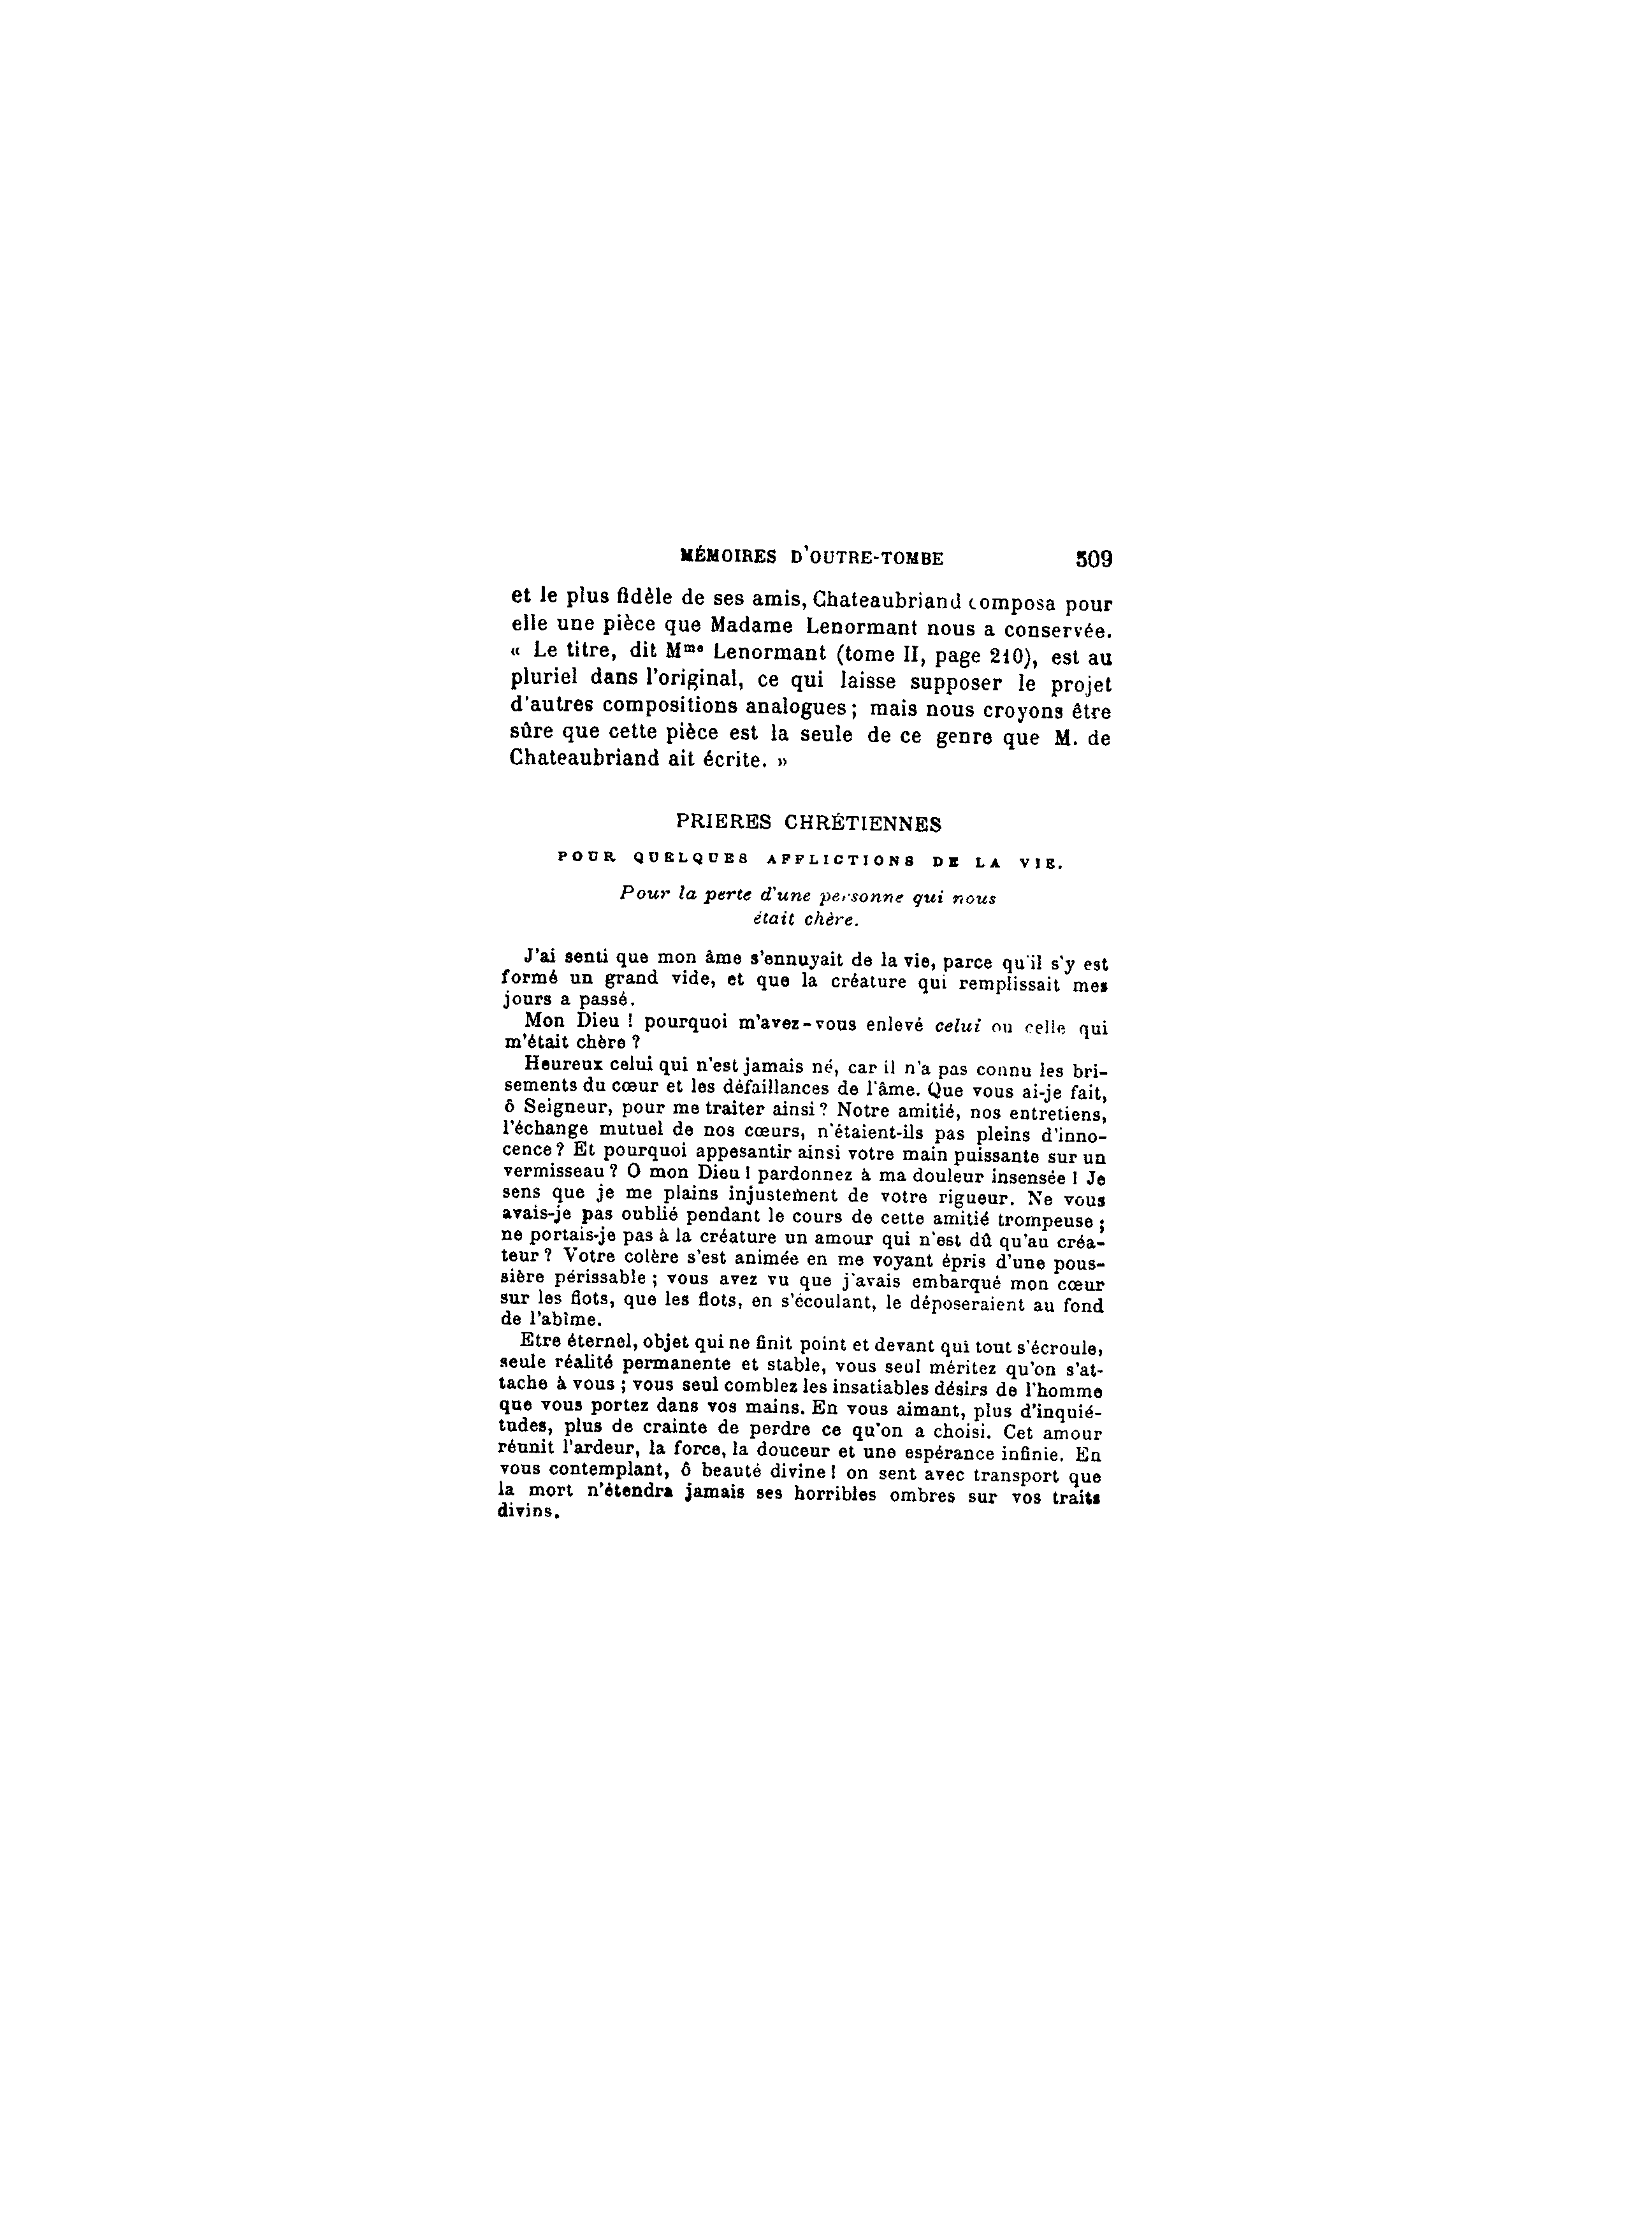 MÉMOIRES D'OUTRE-TOMBE 509
et le plus fidèle de ses amis, Chateaubriand composa pour
elle une pièce que Madame Lenormant nous a conservée.
« Le titre, dit Mme Lenormant (tome II, page 210), est au
pluriel dans l'original, ce qui laisse supposer le projet
d'autres compositions analogues ; mais nous croyons être
sûre que cette pièce est la seule de ce genre que M. de
Chateaubriand ait écrite. »
PRIERES CHRÉTIENNES
POUR QUELQUES AFFLICTIONS DE LA VIE.
Pour la perte d'une personne qui nous
était chère.
J'ai senti que mon âme s'ennuyait de la vie, parce qu'il s'y est
formé un grand vide, et que la créature qui remplissait mes
jours a passé.
Mon Dieu ! pourquoi m'avez-vous enlevé celui ou celle qui
m'était chère ?
Heureux celui qui n'est jamais né, car il n'a pas connu les bri-
sements du cœur et les défaillances de l'âme. Que vous ai-je fait,
ô Seigneur, pour me traiter ainsi ? Notre amitié, nos entretiens,
l'échange mutuel de nos cœurs, n'étaient-ils pas pleins d'inno-
cence ? Et pourquoi appesantir ainsi votre main puissante sur un
vermisseau ? O mon Dieu ! pardonnez à ma douleur insensée ! Je
sens que je me plains injustement de votre rigueur. Ne vous
avais-je pas oublié pendant le cours de cette amitié trompeuse ;
ne portais-je pas à la créature un amour qui n'est dû qu'au créa-
teur ? Votre colère s'est animée en me voyant épris d'une pous-
sière périssable ; vous avez vu que j'avais embarqué mon cœur
sur les flots, que les flots, en s'écoulant, le déposeraient au fond
de l'abîme.
Etre éternel, objet qui ne finit point et devant qui tout s'écroule,
seule réalité permanente et stable, vous seul méritez qu'on s'at-
tache à vous ; vous seul comblez les insatiables désirs de l'homme
que vous portez dans vos mains. En vous aimant, plus d'inquié-
tudes, plus de crainte de perdre ce qu'on a choisi. Cet amour
réunit l'ardeur, la force, la douceur et une espérance infinie. En
vous contemplant, ô beauté divine ! on sent avec transport que
la mort n'étendra jamais ses horribles ombres sur vos traits
divins.